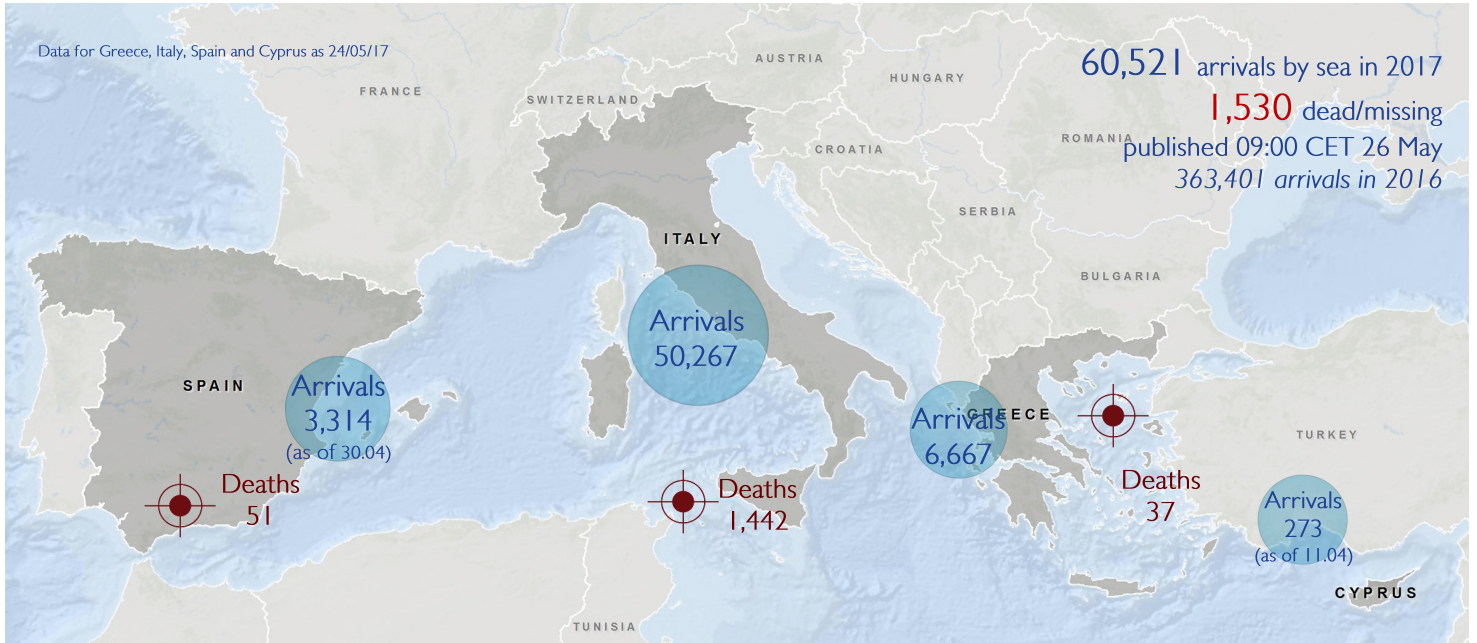 Data for Greece, Italy, Spain and Cyprus as 24/05/17
60,521 arrivals by sea in 2017
1,530 dead/missing
published 09:00 CET 26 May
363,401 arrivals in 2016
AUSTRIA
HUNGARY
FRANCE
SWITZERLAND
ROMANIA
CROATIA
SERBIA
ITALY
BULGARIA
Arrivals
50,267
SPAIN
Arrivals
3,314
(as of 30.04)
GREECE
Arrivals
6,667
TURKEY
Deaths
51
Deaths
1,442
Deaths
37
Arrivals
273
(as of 11.04)
CYPRUS
TUNISIA